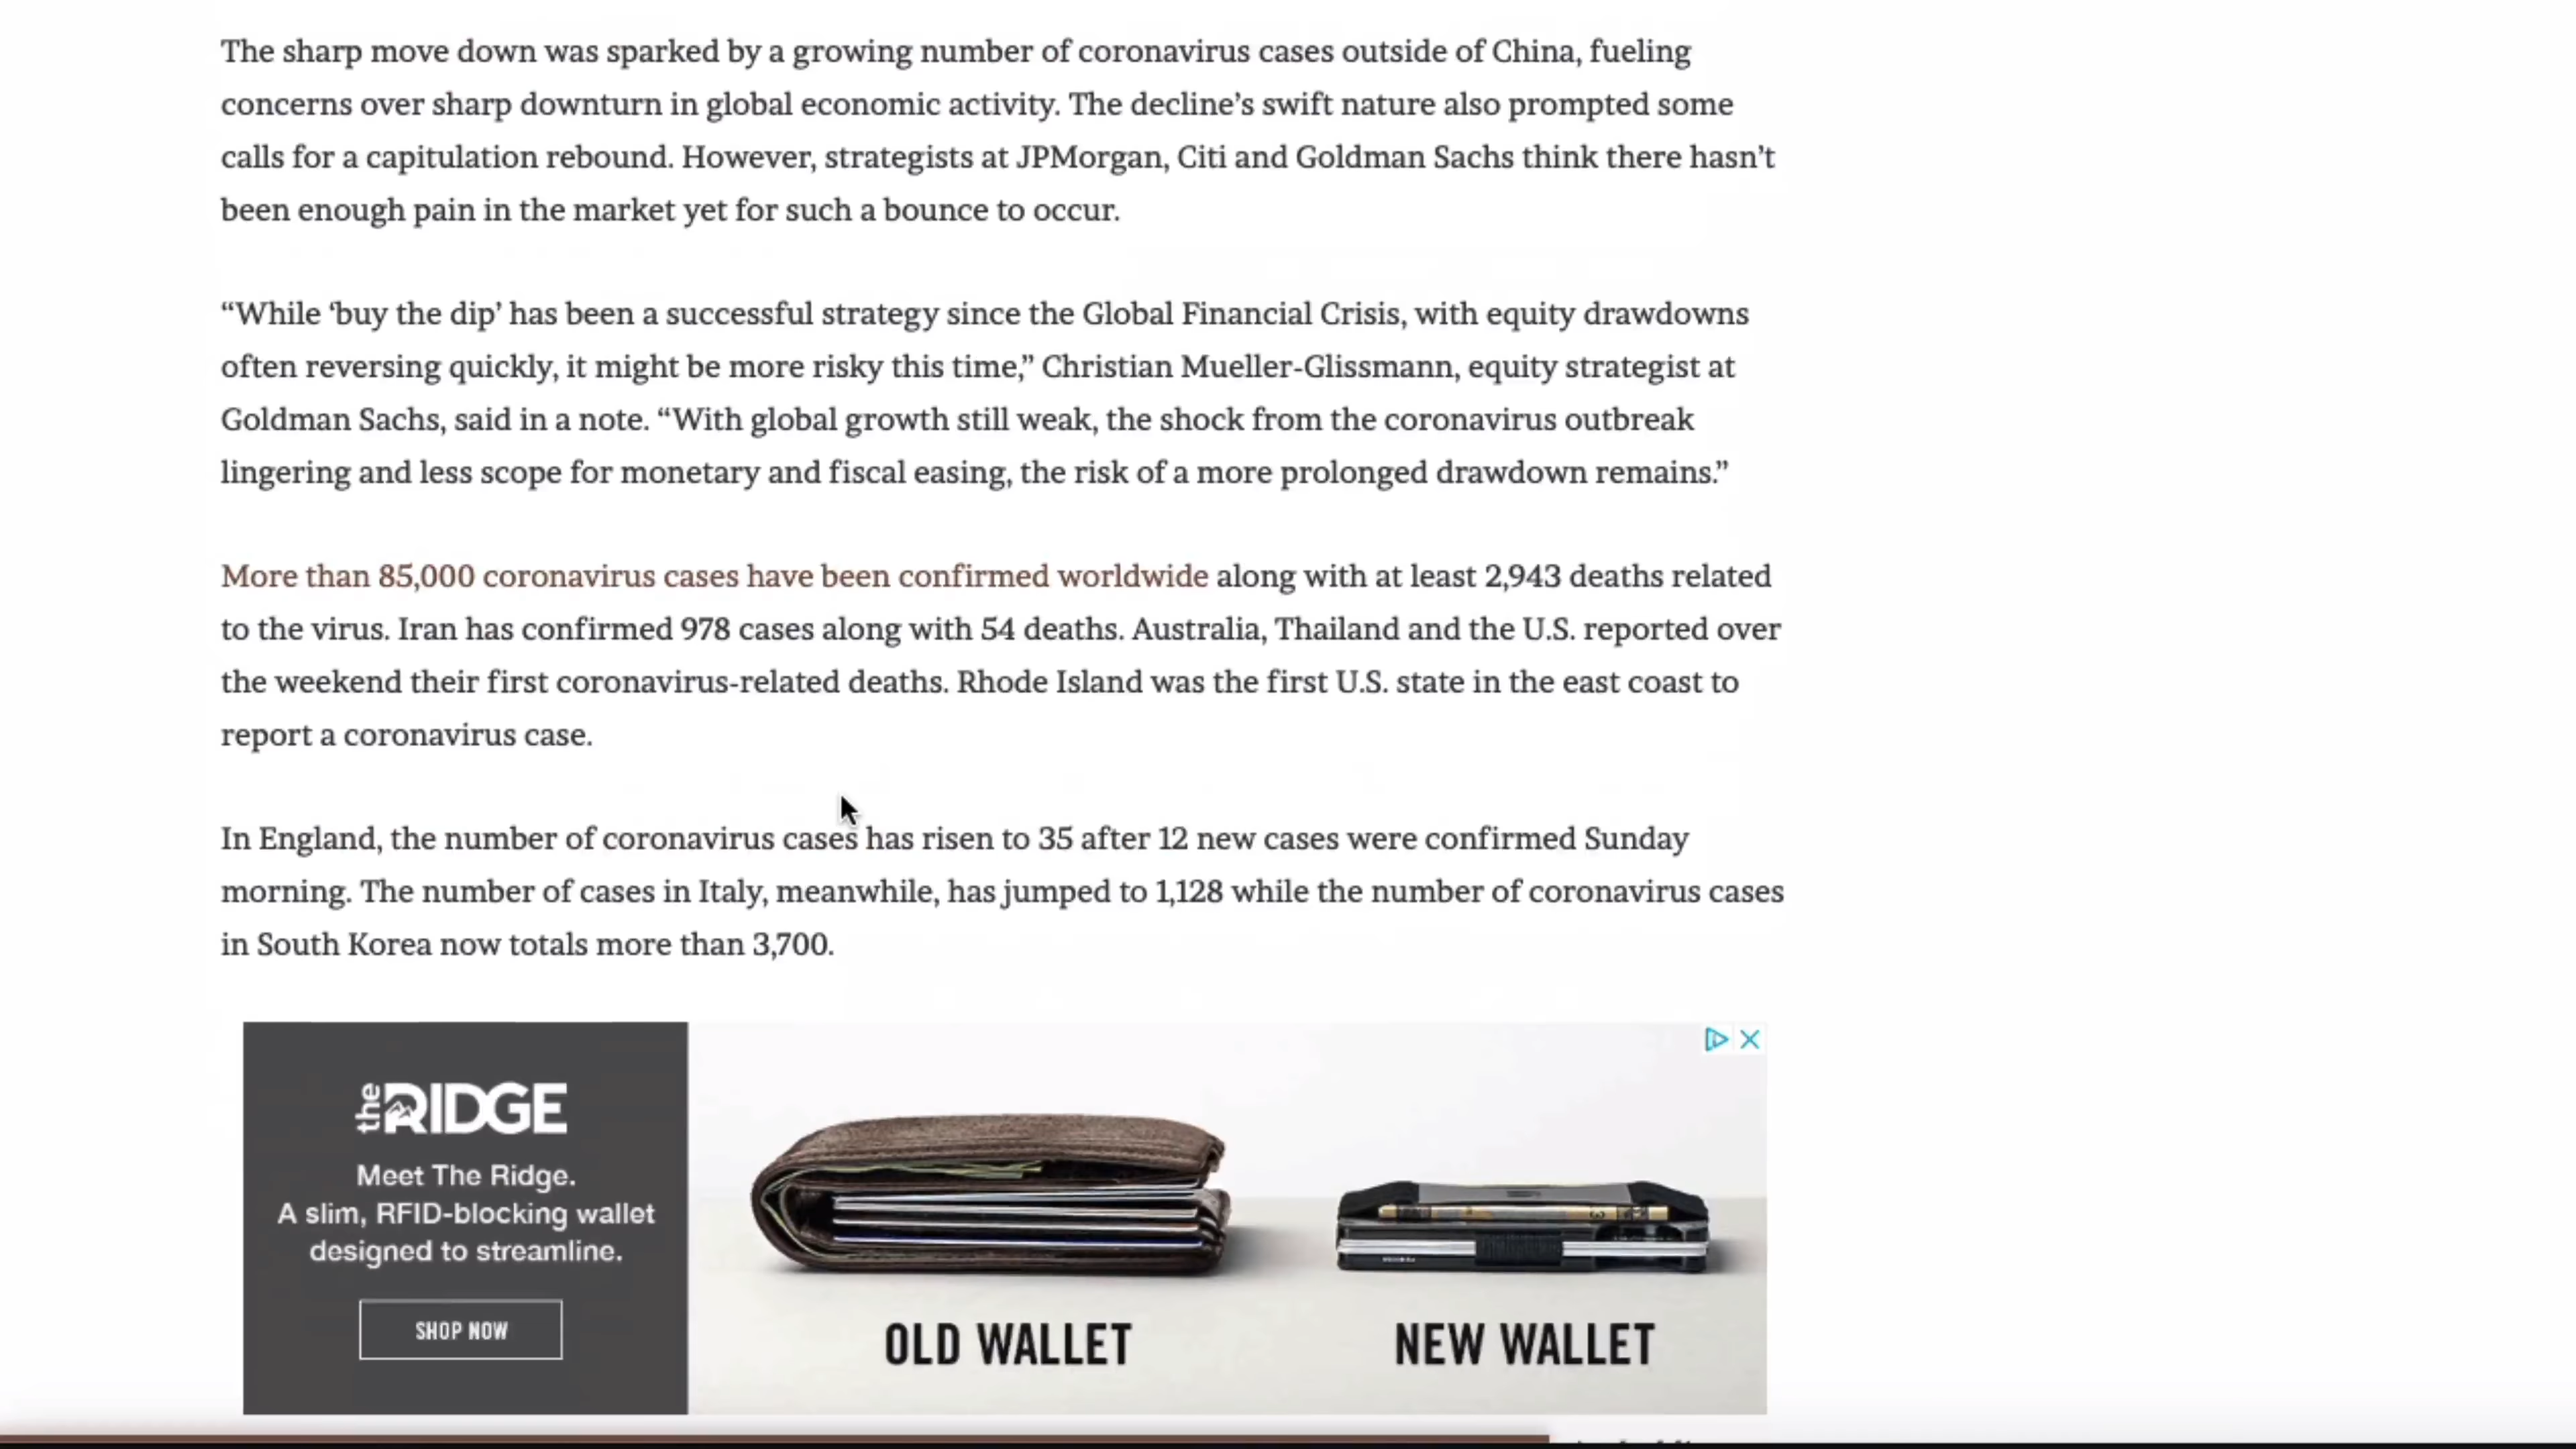 The sharp move down was sparked by a growing number of coronavirus cases outside of China, fueling
concerns over sharp downturn in global economic activity. The decline’s swift nature also prompted some
calls for a capitulation rebound. However, strategists at JPMorgan, Citi and Goldman Sachs think there hasn’t
been enough pain in the market yet for such a bounce to occur.
“While ‘buy the dip’ has been a successful strategy since the Global Financial Crisis, with equity drawdowns
often reversing quickly, it might be more risky this time,” Christian Mueller-Glissmann, equity strategist at
Goldman Sachs, said in a note. “With global growth still weak, the shock from the coronavirus outbreak
lingering and less scope for monetary and fiscal easing, the risk of a more prolonged drawdown remains.”
More than 85,000 coronavirus cases have been confirmed worldwide along with at least 2,943 deaths related
to the virus. Iran has confirmed 978 cases along with 54 deaths. Australia, Thailand and the U.S. reported over
the weekend their first coronavirus-related deaths. Rhode Island was the first U.S. state in the east coast to
report a coronavirus case.
In England, the number of coronavirus cases has risen to 35 after 12 new cases were confirmed Sunday
morning. The number of cases in Italy, meanwhile, has jumped to 1,128 while the number of coronavirus cases
in South Korea now totals more than 3,700.
the RIDGE
Meet The Ridge.
A slim, RFID-blocking wallet
designed to streamline.
SHOP NOW
OLD WALLET
NEW WALLET